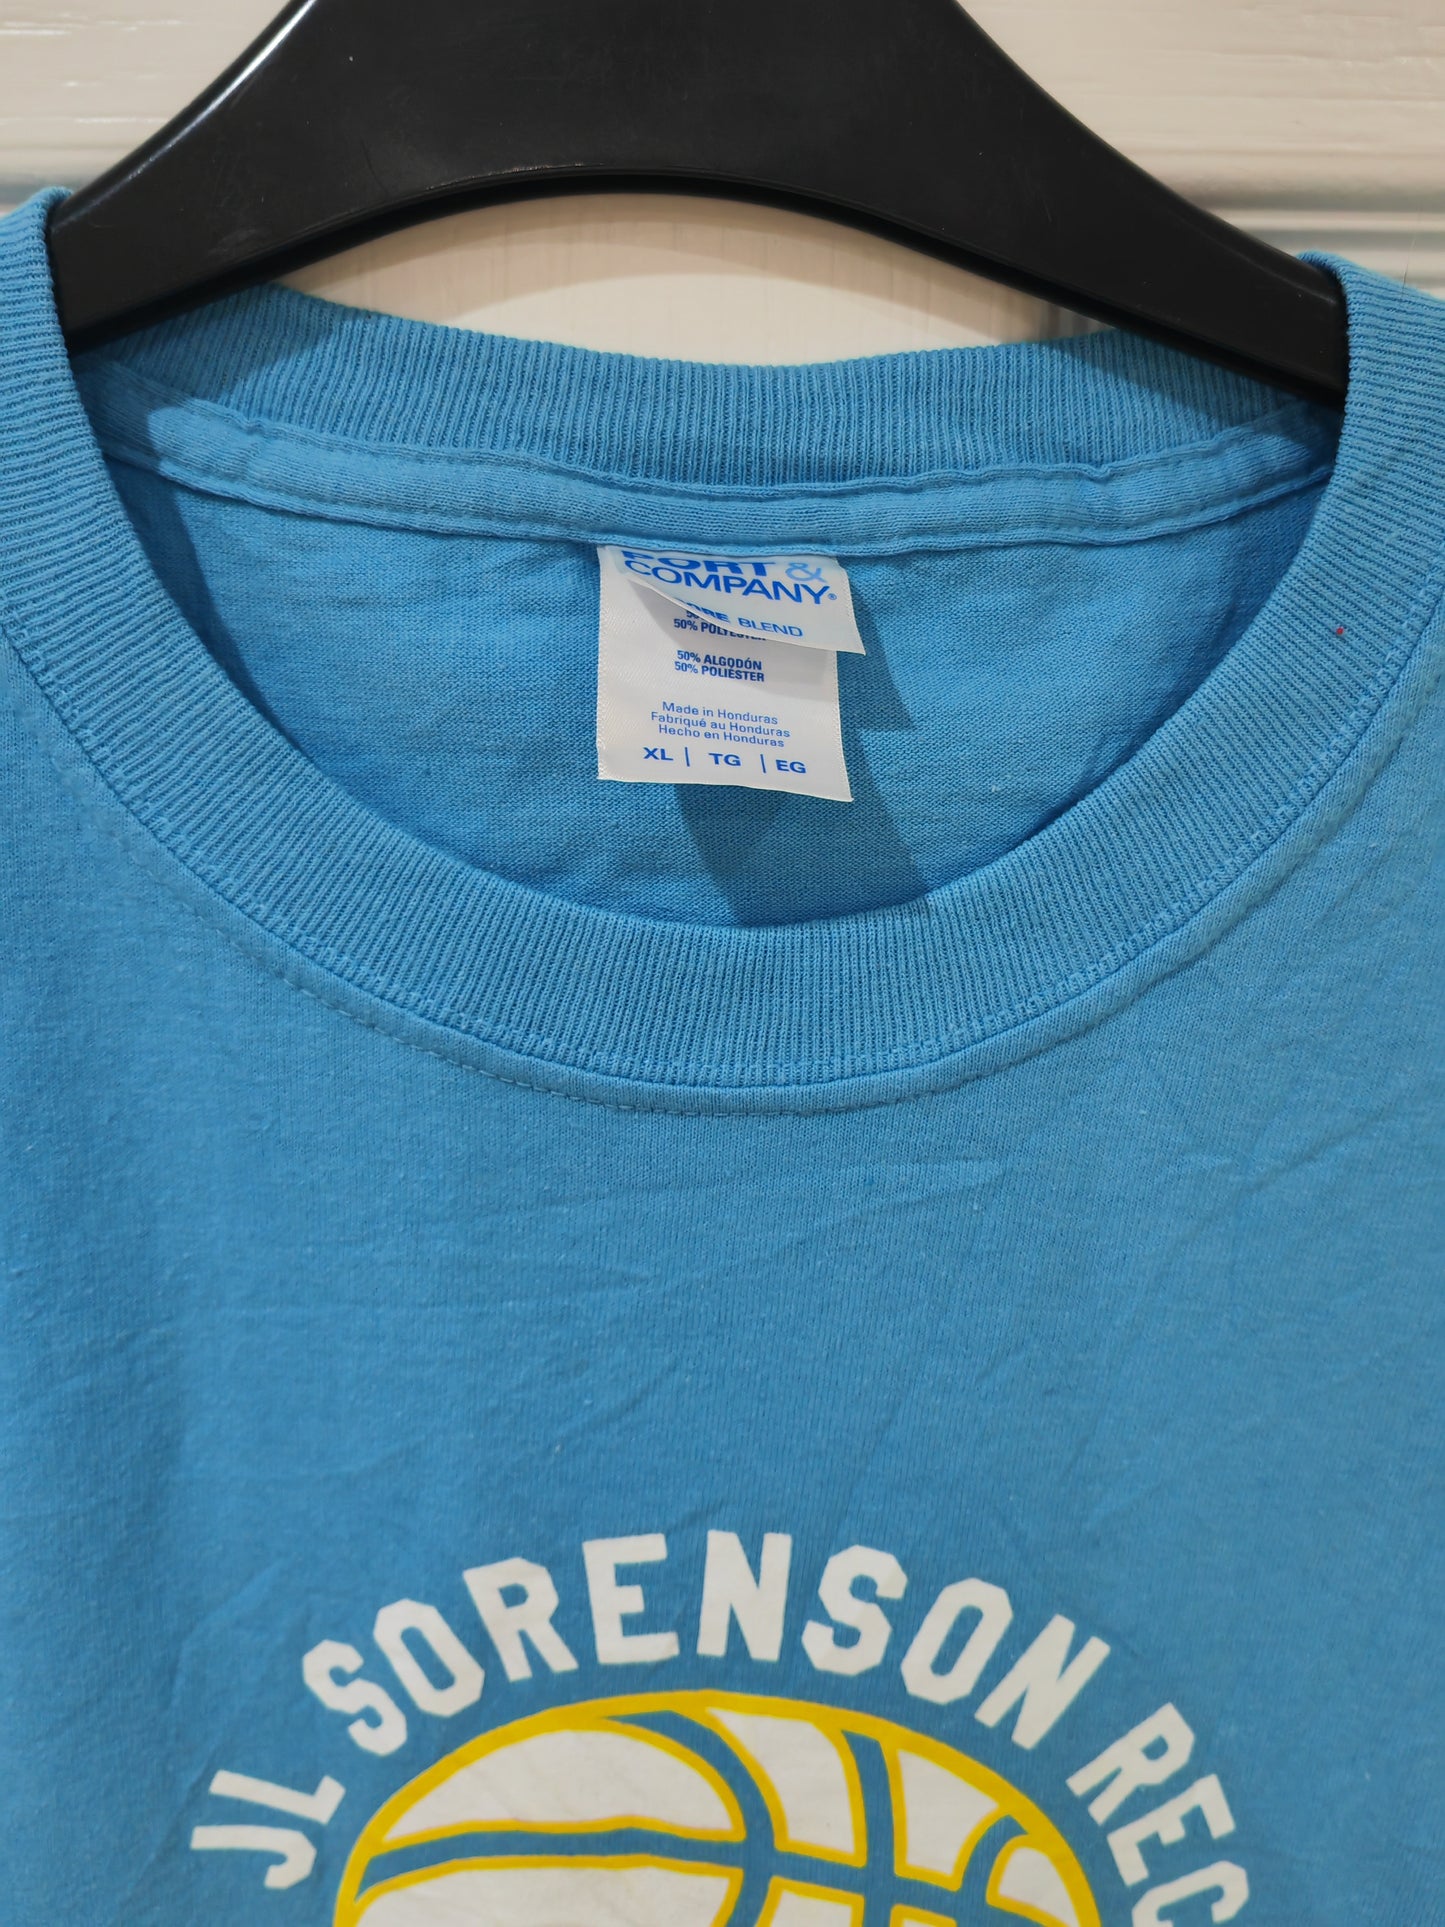 PORT &
COMPANY®
CORE BLEND
50% POLYESTER
50% ALGODÓN
50% POLIÉSTER
Made in Honduras
Fabriqué au Honduras
Hecho en Honduras
XL | TG | EG
JL SORENSON REC